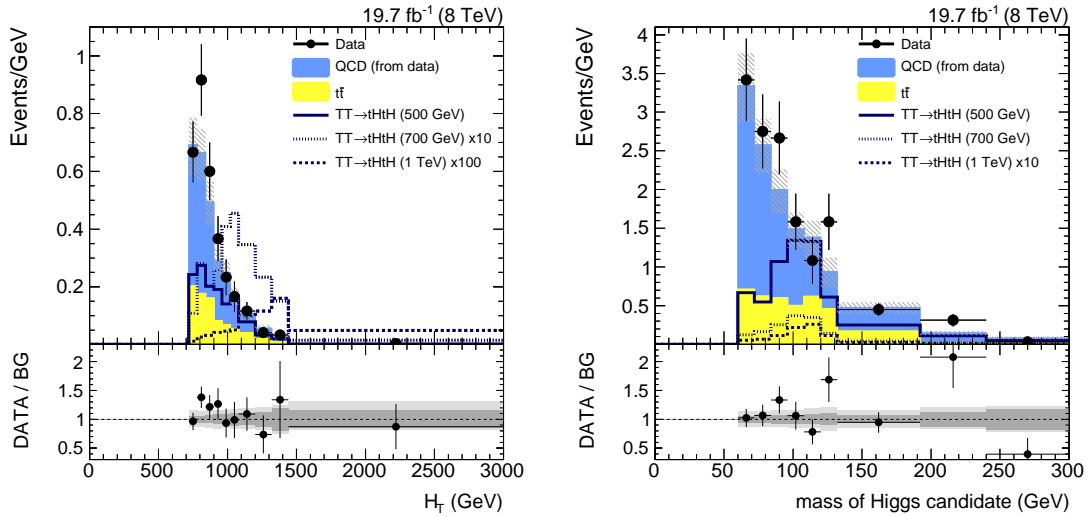 19.7 fb⁻¹ (8 TeV)
Events/GeV
1
0.8
0.6
0.4
0.2
Data
QCD (from data)
tt̄
TT→tHtH (500 GeV)
TT→tHtH (700 GeV) x10
TT→tHtH (1 TeV) x100
DATA / BG
2
1.5
1
0.5
0 500 1000 1500 2000 2500 3000
H_T (GeV)
19.7 fb⁻¹ (8 TeV)
Events/GeV
4
3.5
3
2.5
2
1.5
1
0.5
Data
QCD (from data)
tt̄
TT→tHtH (500 GeV)
TT→tHtH (700 GeV)
TT→tHtH (1 TeV) x10
DATA / BG
2
1.5
1
0.5
0 50 100 150 200 250 300
mass of Higgs candidate (GeV)